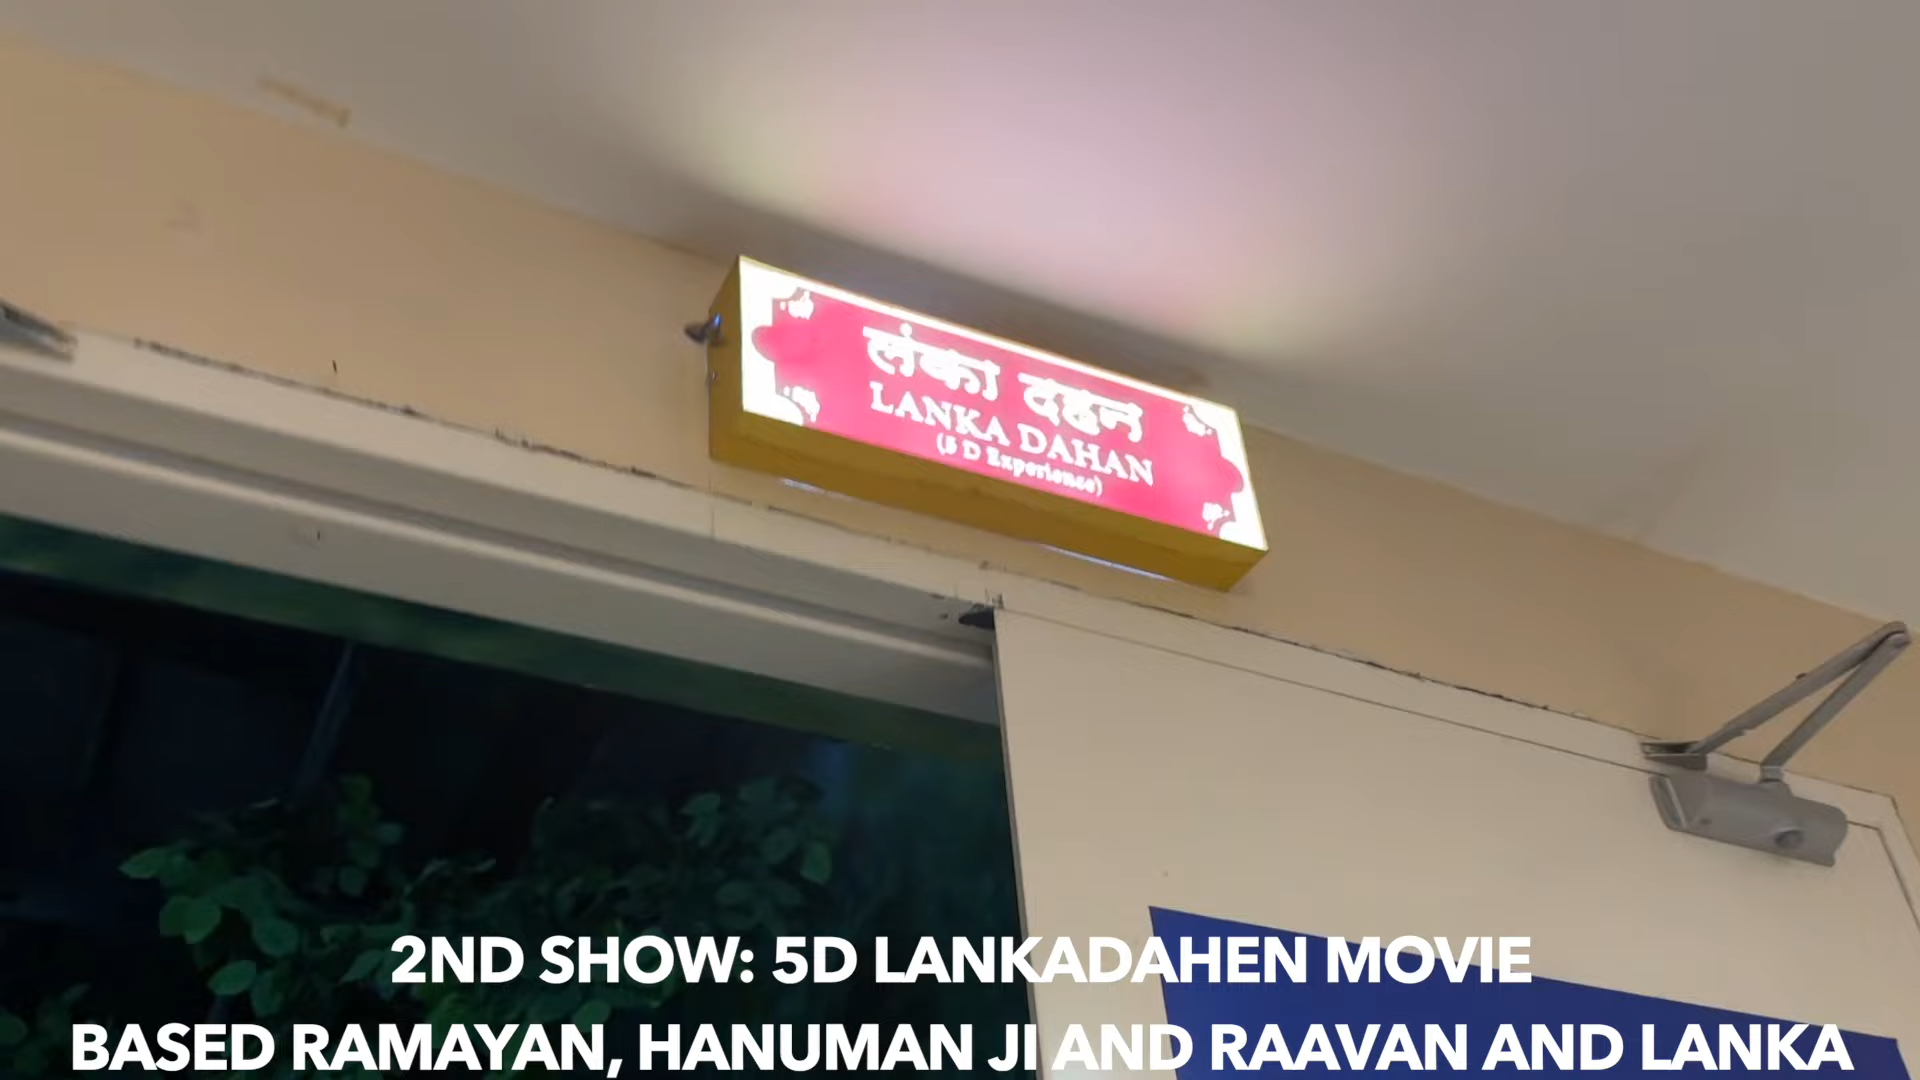 लंका दहन
LANKA DAHAN
(5 D Experience)
2ND SHOW: 5D LANKADAHEN MOVIE
BASED RAMAYAN, HANUMAN JI AND RAAVAN AND LANKA